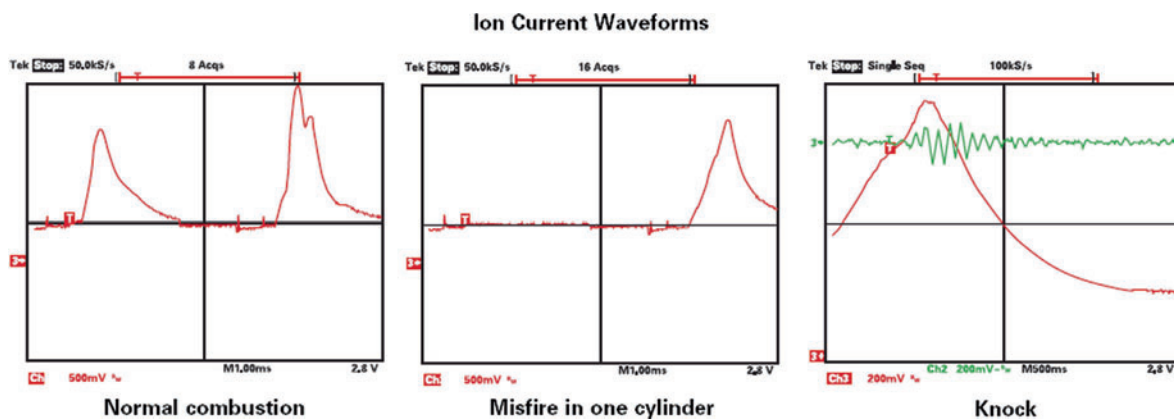 Ion Current Waveforms
Tek Stop: 50.0kS/s 8 Acqs
T
3
M1.00ms 2.8 V
Ch 500mV
Normal combustion
Tek Stop: 50.0kS/s 16 Acqs
T
3
M1.00ms 2.8 V
Ch 500mV
Misfire in one cylinder
Tek Stop: Single Seq 100kS/s
3
T
3
Ch3 200mV Ch2 200mV~ M500ms 2.8 V
Knock